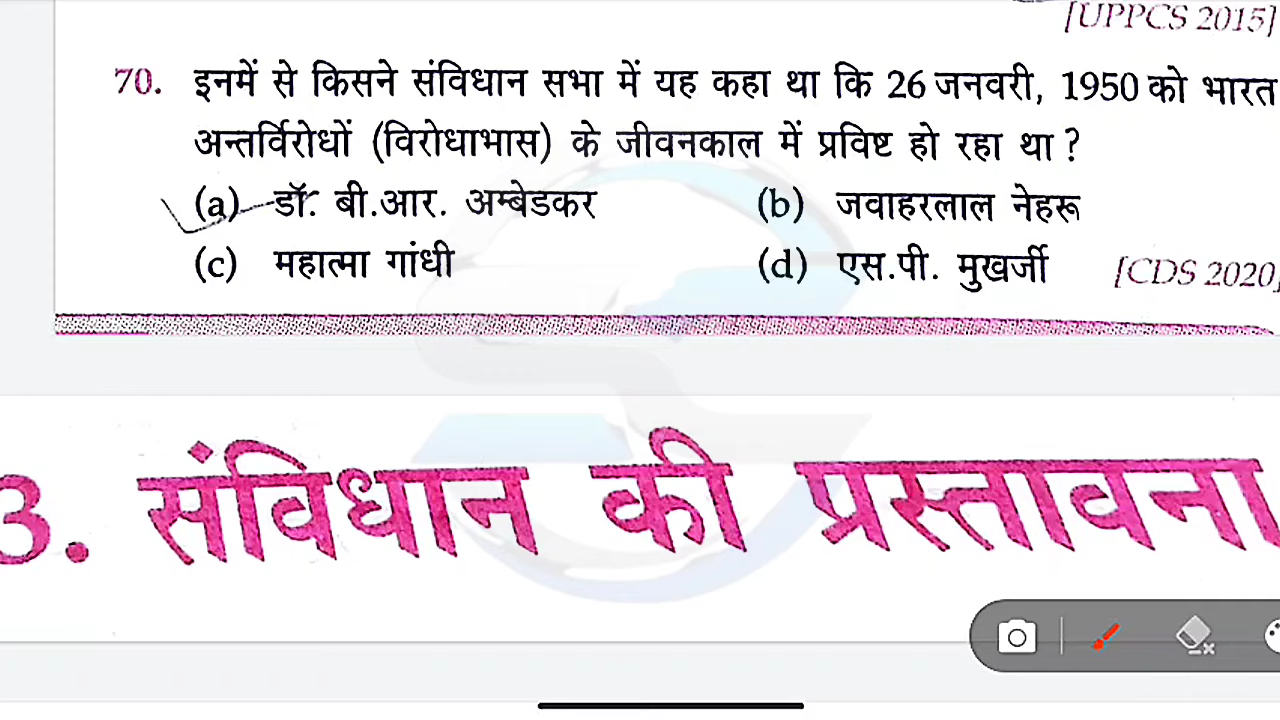 [UPPCS 2015]
70. इनमें से किसने संविधान सभा में यह कहा था कि 26 जनवरी, 1950 को भारत
अन्तर्विरोधों (विरोधाभास) के जीवनकाल में प्रविष्ट हो रहा था ?
(a) डॉ. बी.आर. अम्बेडकर (b) जवाहरलाल नेहरू
(c) महात्मा गांधी (d) एस.पी. मुखर्जी [CDS 2020]
3. संविधान की प्रस्तावना